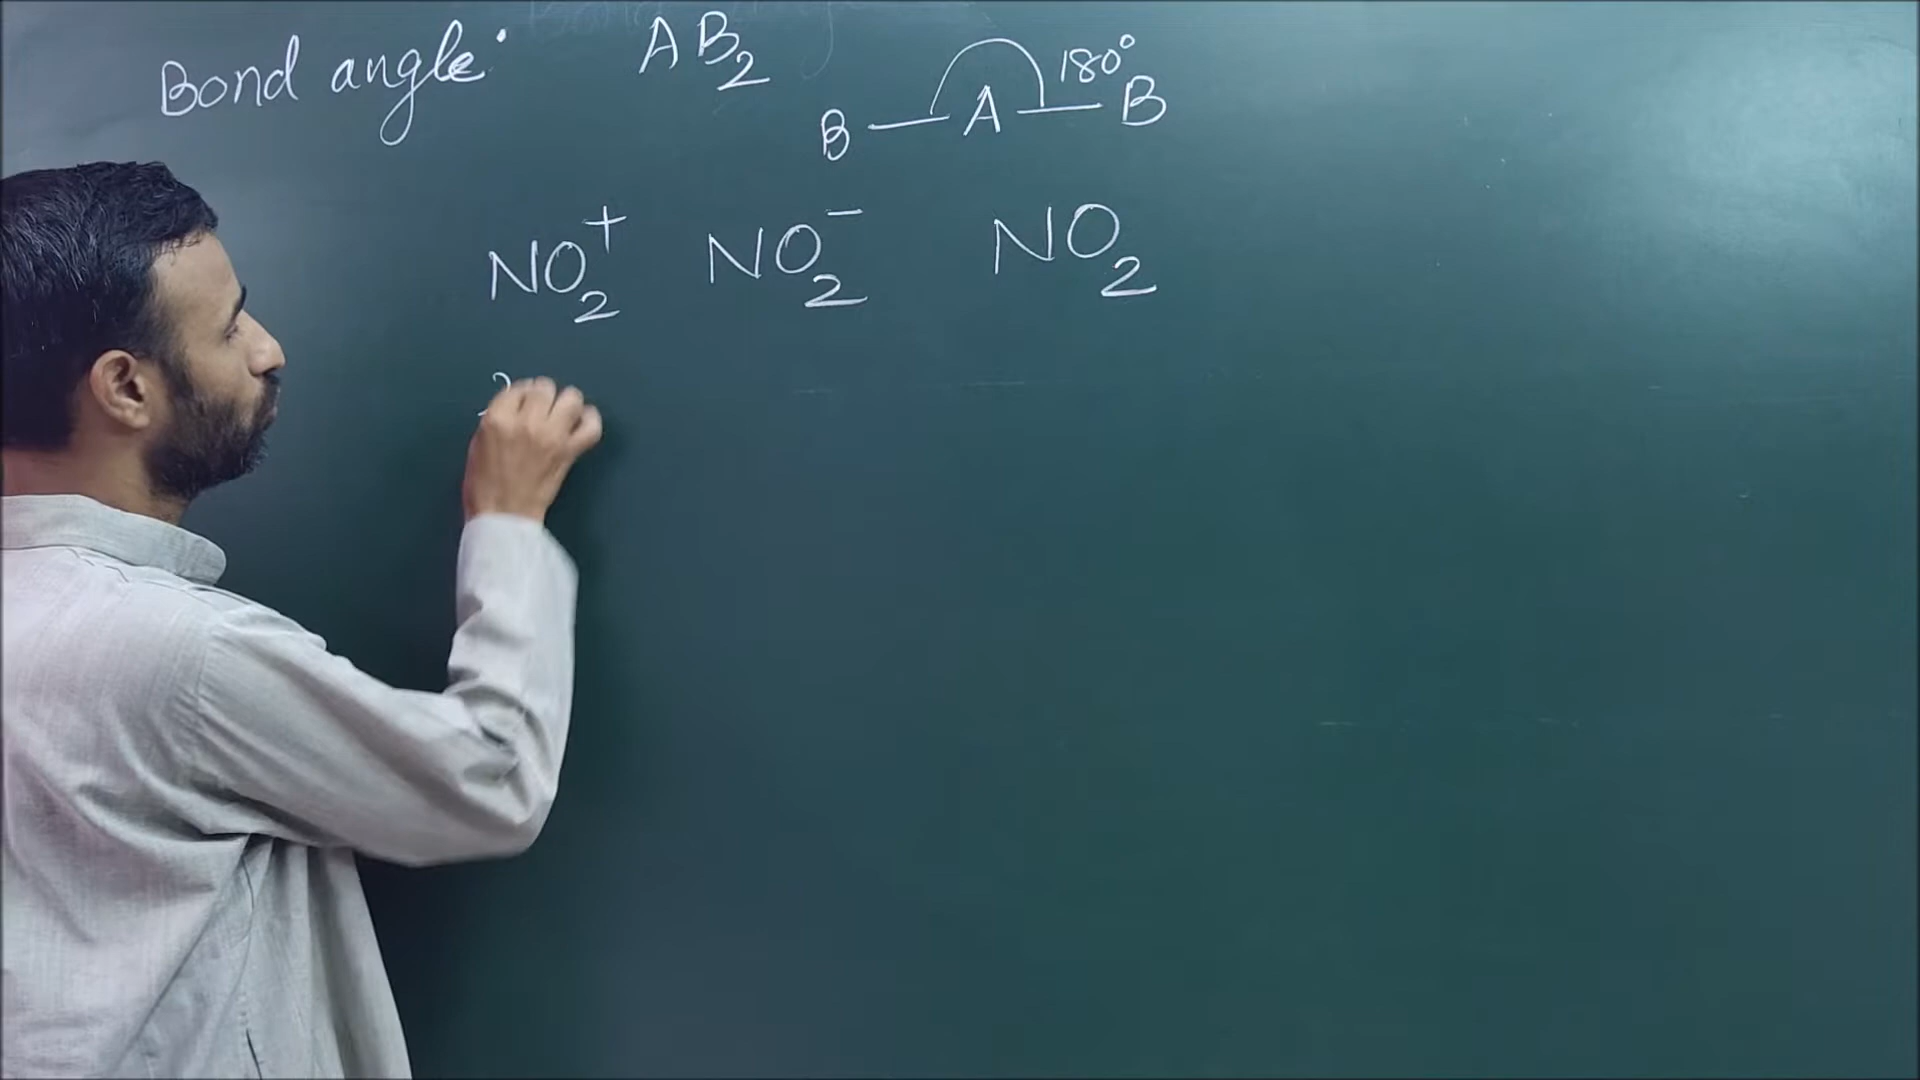 Bond angle: AB₂ B — A — B 180°
NO₂⁺ NO₂⁻ NO₂